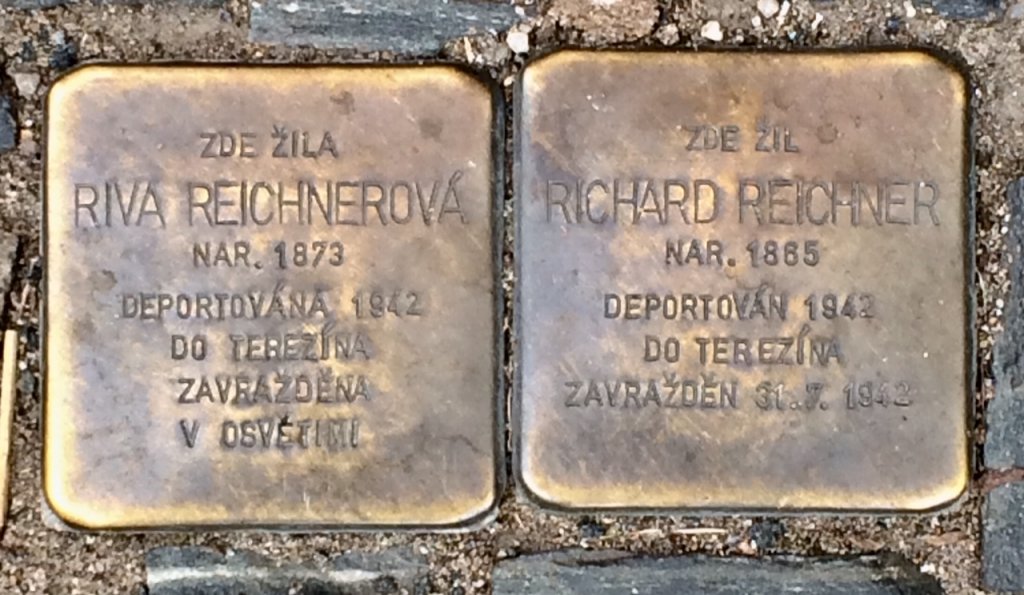 ZDE ŽILA
RIVA REICHNEROVÁ
NAR. 1873
DEPORTOVÁNA 1942
DO TEREZÍNA
ZAVRAŽDĚNA
V OSVĚTIMI
ZDE ŽIL
RICHARD REICHNER
NAR. 1865
DEPORTOVÁN 1942
DO TEREZÍNA
ZAVRAŽDĚN 31.7. 1942